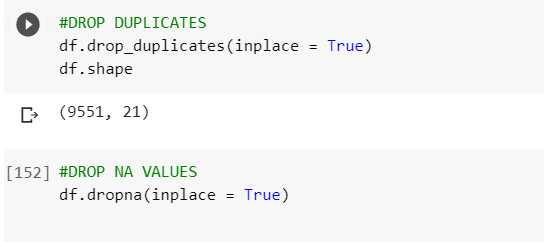 #DROP DUPLICATES
df.drop_duplicates(inplace = True)
df.shape
(9551, 21)
[152] #DROP NA VALUES
df.dropna(inplace = True)